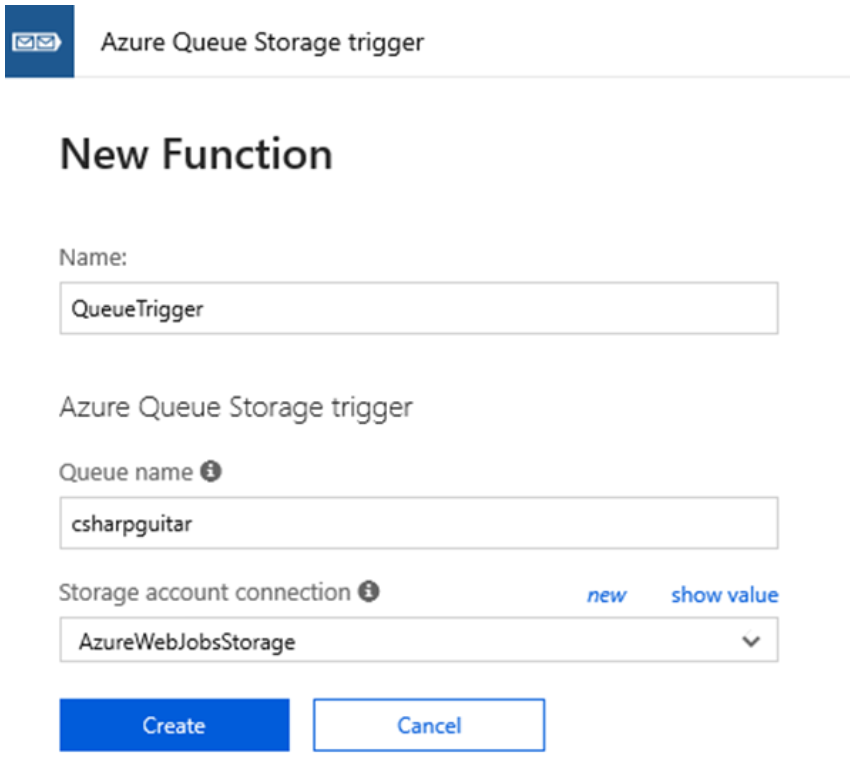 Azure Queue Storage trigger
New Function
Name:
QueueTrigger
Azure Queue Storage trigger
Queue name
csharpguitar
Storage account connection new show value
AzureWebJobsStorage
Create Cancel